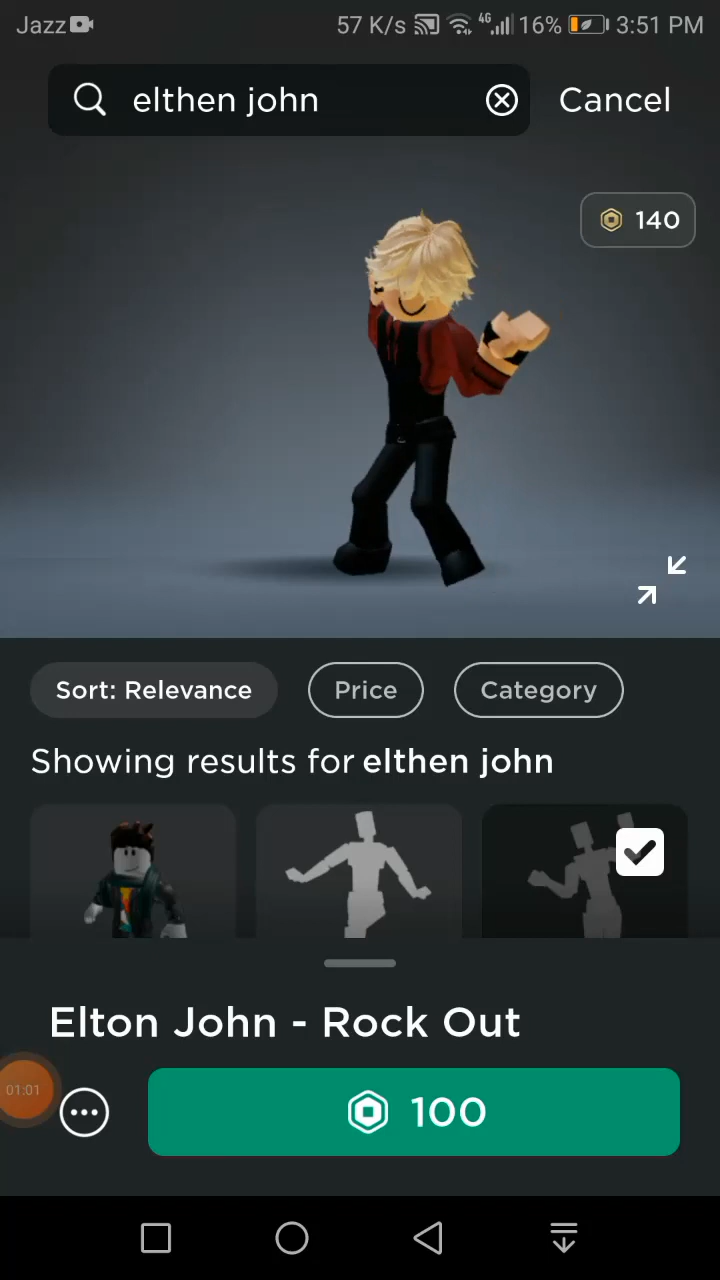 Jazz 57 K/s 4G 16% 3:51 PM
elthen john Cancel
140
Sort: Relevance Price Category
Showing results for elthen john
Elton John - Rock Out
01:01
100